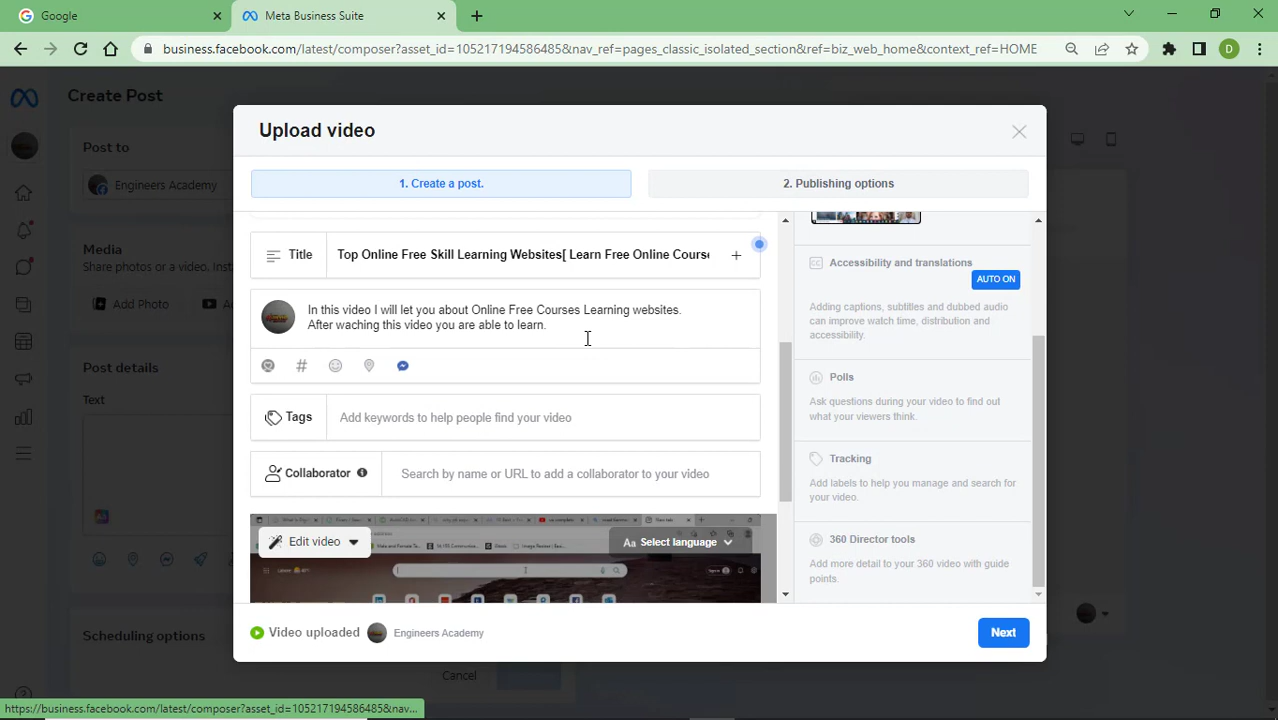 Google
Meta Business Suite
business.facebook.com/latest/composer?asset_id=105217194586485&nav_ref=pages_classic_isolated_section&ref=biz_web_home&context_ref=HOME
D
Create Post
Upload video
Post to
1. Create a post.
2. Publishing options
Engineers Academy
Media
Share photos or a video, Inst
Title
Top Online Free Skill Learning Websites[ Learn Free Online Course
CC Accessibility and translations
AUTO ON
Add Photo
Ad
In this video I will let you about Online Free Courses Learning websites.
After waching this video you are able to learn.
Adding captions, subtitles and dubbed audio
can improve watch time, distribution and
accessibility.
#
Post details
Polls
Ask questions during your video to find out
what your viewers think.
Text
Tags
Add keywords to help people find your video
Tracking
Add labels to help you manage and search for
your video.
Collaborator
Search by name or URL to add a collaborator to your video
Edit video
Aa Select language
360 Director tools
Add more detail to your 360 video with guide
points.
Scheduling options
Video uploaded
Engineers Academy
Next
Cancel
https://business.facebook.com/latest/composer?asset_id=105217194586485&nav...